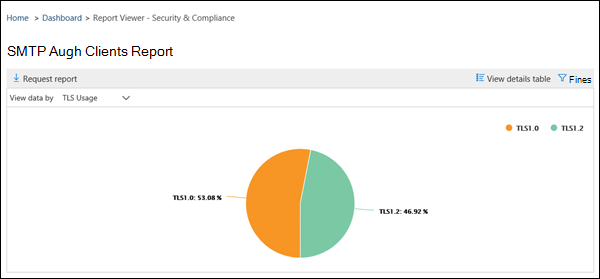 Home > Dashboard > Report Viewer - Security & Compliance
SMTP Augh Clients Report
Request report View details table Fines
View data by TLS Usage
TLS1.0 TLS1.2
TLS1.0: 53.08 %
TLS1.2: 46.92 %